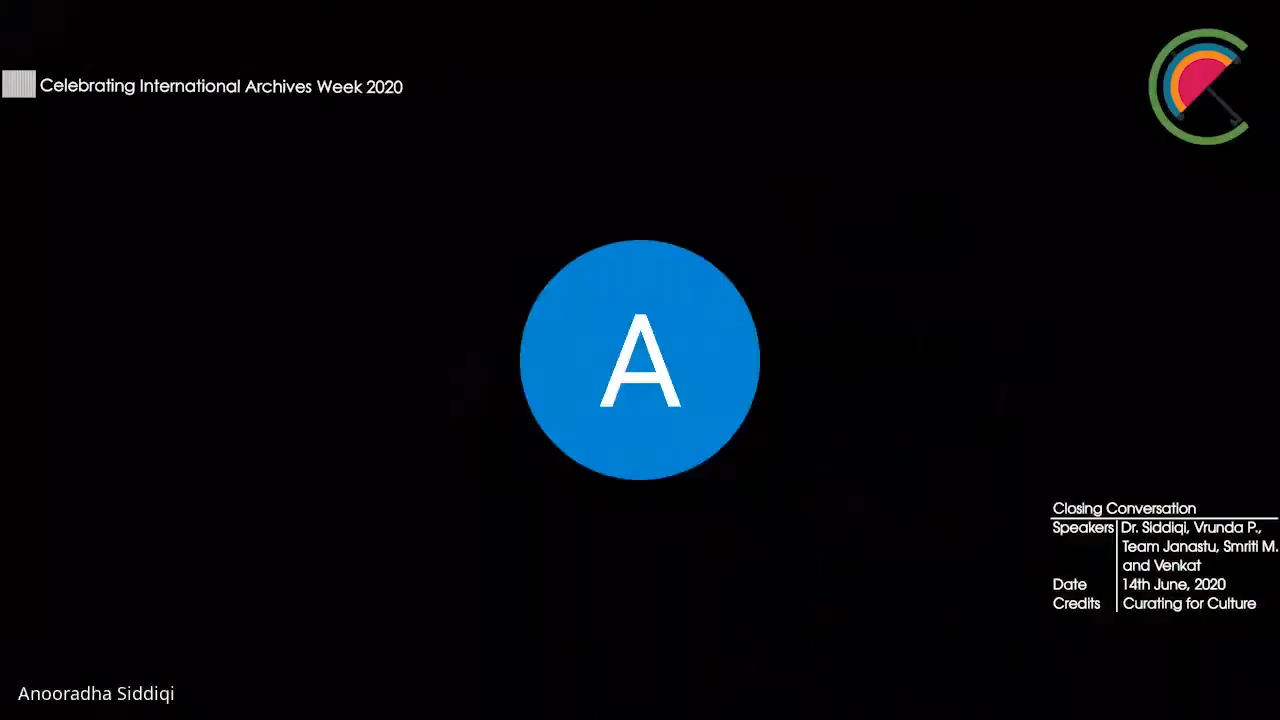 Celebrating International Archives Week 2020
A
Closing Conversation
Speakers Dr. Siddiqi, Vrunda P.,
Team Janastu, Smriti M.
and Venkat
Date 14th June, 2020
Credits Curating for Culture
Anooradha Siddiqi